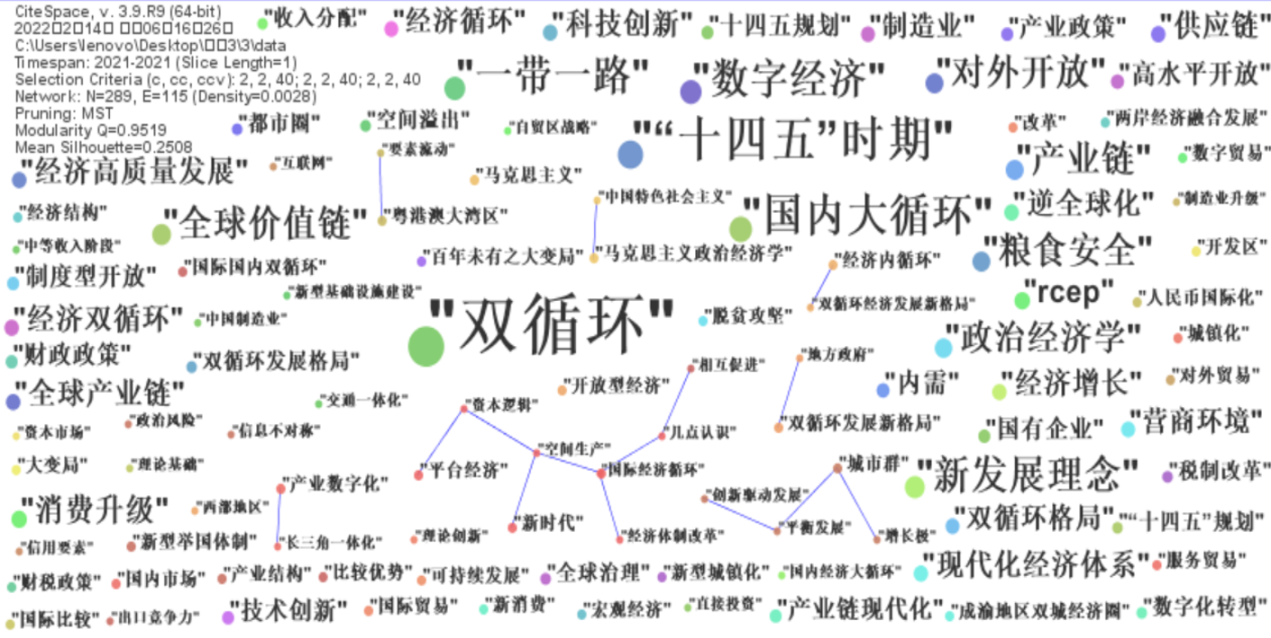 CiteSpace, v. 3.9.R9 (64-bit)
2022年2月14日 06 16 26
C:\Users\lenovo\Desktop\ 3\3\data
Timespan: 2021-2021 (Slice Length=1)
Selection Criteria (c, cc, ccv): 2, 2, 40; 2, 2, 40; 2, 2, 40
Network: N=289, E=115 (Density=0.0028)
Pruning: MST
Modularity Q=0.9519
Mean Silhouette=0.2508
"收入分配"
"经济循环"
"科技创新"
"十四五规划"
"制造业"
"产业政策"
"供应链"
"一带一路"
"数字经济"
"对外开放"
"高水平开放"
"都市圈"
"空间溢出"
"自贸区战略"
"“十四五”时期"
"改革"
"两岸经济融合发展"
"经济高质量发展"
"互联网"
"要素流动"
"马克思主义"
"产业链"
"数字贸易"
"经济结构"
"全球价值链"
"粤港澳大湾区"
"中国特色社会主义"
"国内大循环"
"逆全球化"
"制造业升级"
"中等收入阶段"
"百年未有之大变局"
"马克思主义政治经济学"
"经济内循环"
"粮食安全"
"开发区"
"制度型开放"
"国际国内双循环"
"新型基础设施建设"
"双循环经济发展新格局"
"rcep"
"人民币国际化"
"经济双循环"
"中国制造业"
"双循环"
"脱贫攻坚"
"政治经济学"
"城镇化"
"财政政策"
"双循环发展格局"
"相互促进"
"地方政府"
"全球产业链"
"开放型经济"
"内需"
"经济增长"
"对外贸易"
"交通一体化"
"资本逻辑"
"资本市场"
"政治风险"
"信息不对称"
"几点认识"
"双循环发展新格局"
"国有企业"
"营商环境"
"空间生产"
"大变局"
"理论基础"
"平台经济"
"国际经济循环"
"城市群"
"新发展理念"
"税制改革"
"产业数字化"
"创新驱动发展"
"消费升级"
"西部地区"
"新时代"
"平衡发展"
"双循环格局"
"“十四五”规划"
"信用要素"
"新型举国体制"
"长三角一体化"
"理论创新"
"经济体制改革"
"增长极"
"现代化经济体系"
"服务贸易"
"财税政策"
"国内市场"
"产业结构"
"比较优势"
"可持续发展"
"全球治理"
"新型城镇化"
"国内经济大循环"
"国际比较"
"出口竞争力"
"技术创新"
"国际贸易"
"新消费"
"宏观经济"
"直接投资"
"产业链现代化"
"成渝地区双城经济圈"
"数字化转型"